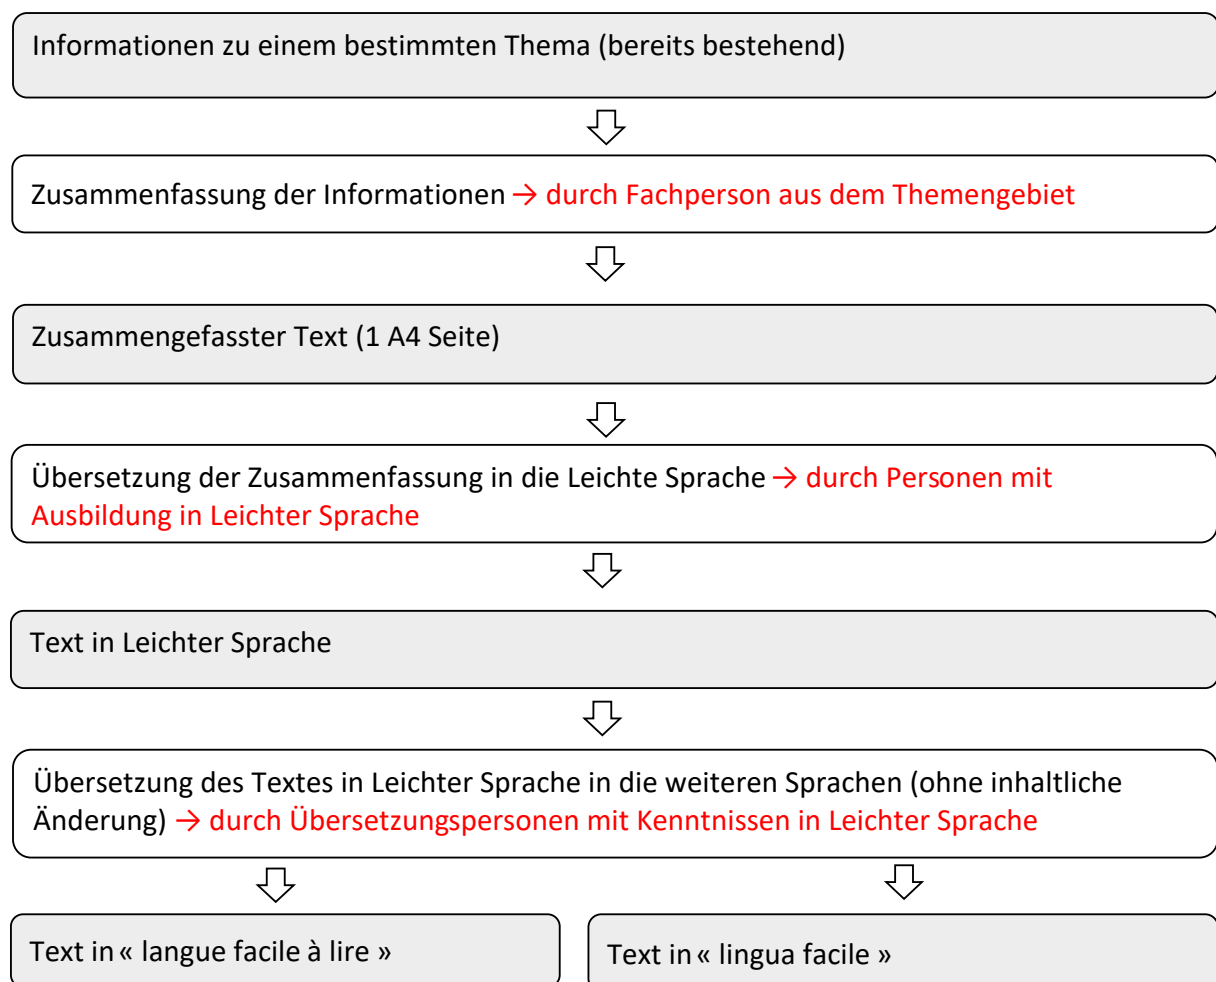 Informationen zu einem bestimmten Thema (bereits bestehend)
Zusammenfassung der Informationen → durch Fachperson aus dem Themengebiet
Zusammengefasster Text (1 A4 Seite)
Übersetzung der Zusammenfassung in die Leichte Sprache → durch Personen mit
Ausbildung in Leichter Sprache
Text in Leichter Sprache
Übersetzung des Textes in Leichter Sprache in die weiteren Sprachen (ohne inhaltliche
Änderung) → durch Übersetzungspersonen mit Kenntnissen in Leichter Sprache
Text in « langue facile à lire »
Text in « lingua facile »